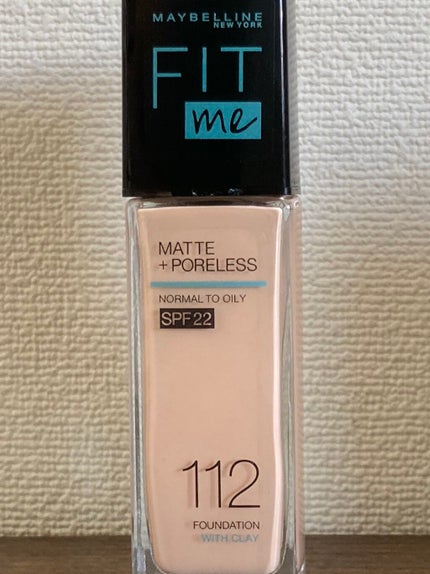 MAYBELLINE
NEW YORK
FIT
me
MATTE
+ PORELESS
NORMAL TO OILY
SPF 22
112
FOUNDATION
WITH CLAY